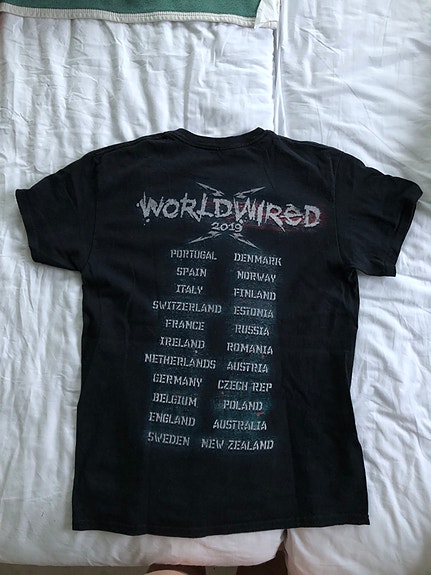 WORLDWIRED
2019
PORTUGAL DENMARK
SPAIN NORWAY
ITALY FINLAND
SWITZERLAND ESTONIA
FRANCE RUSSIA
IRELAND ROMANIA
NETHERLANDS AUSTRIA
GERMANY CZECH REP
BELGIUM POLAND
ENGLAND AUSTRALIA
SWEDEN NEW ZEALAND